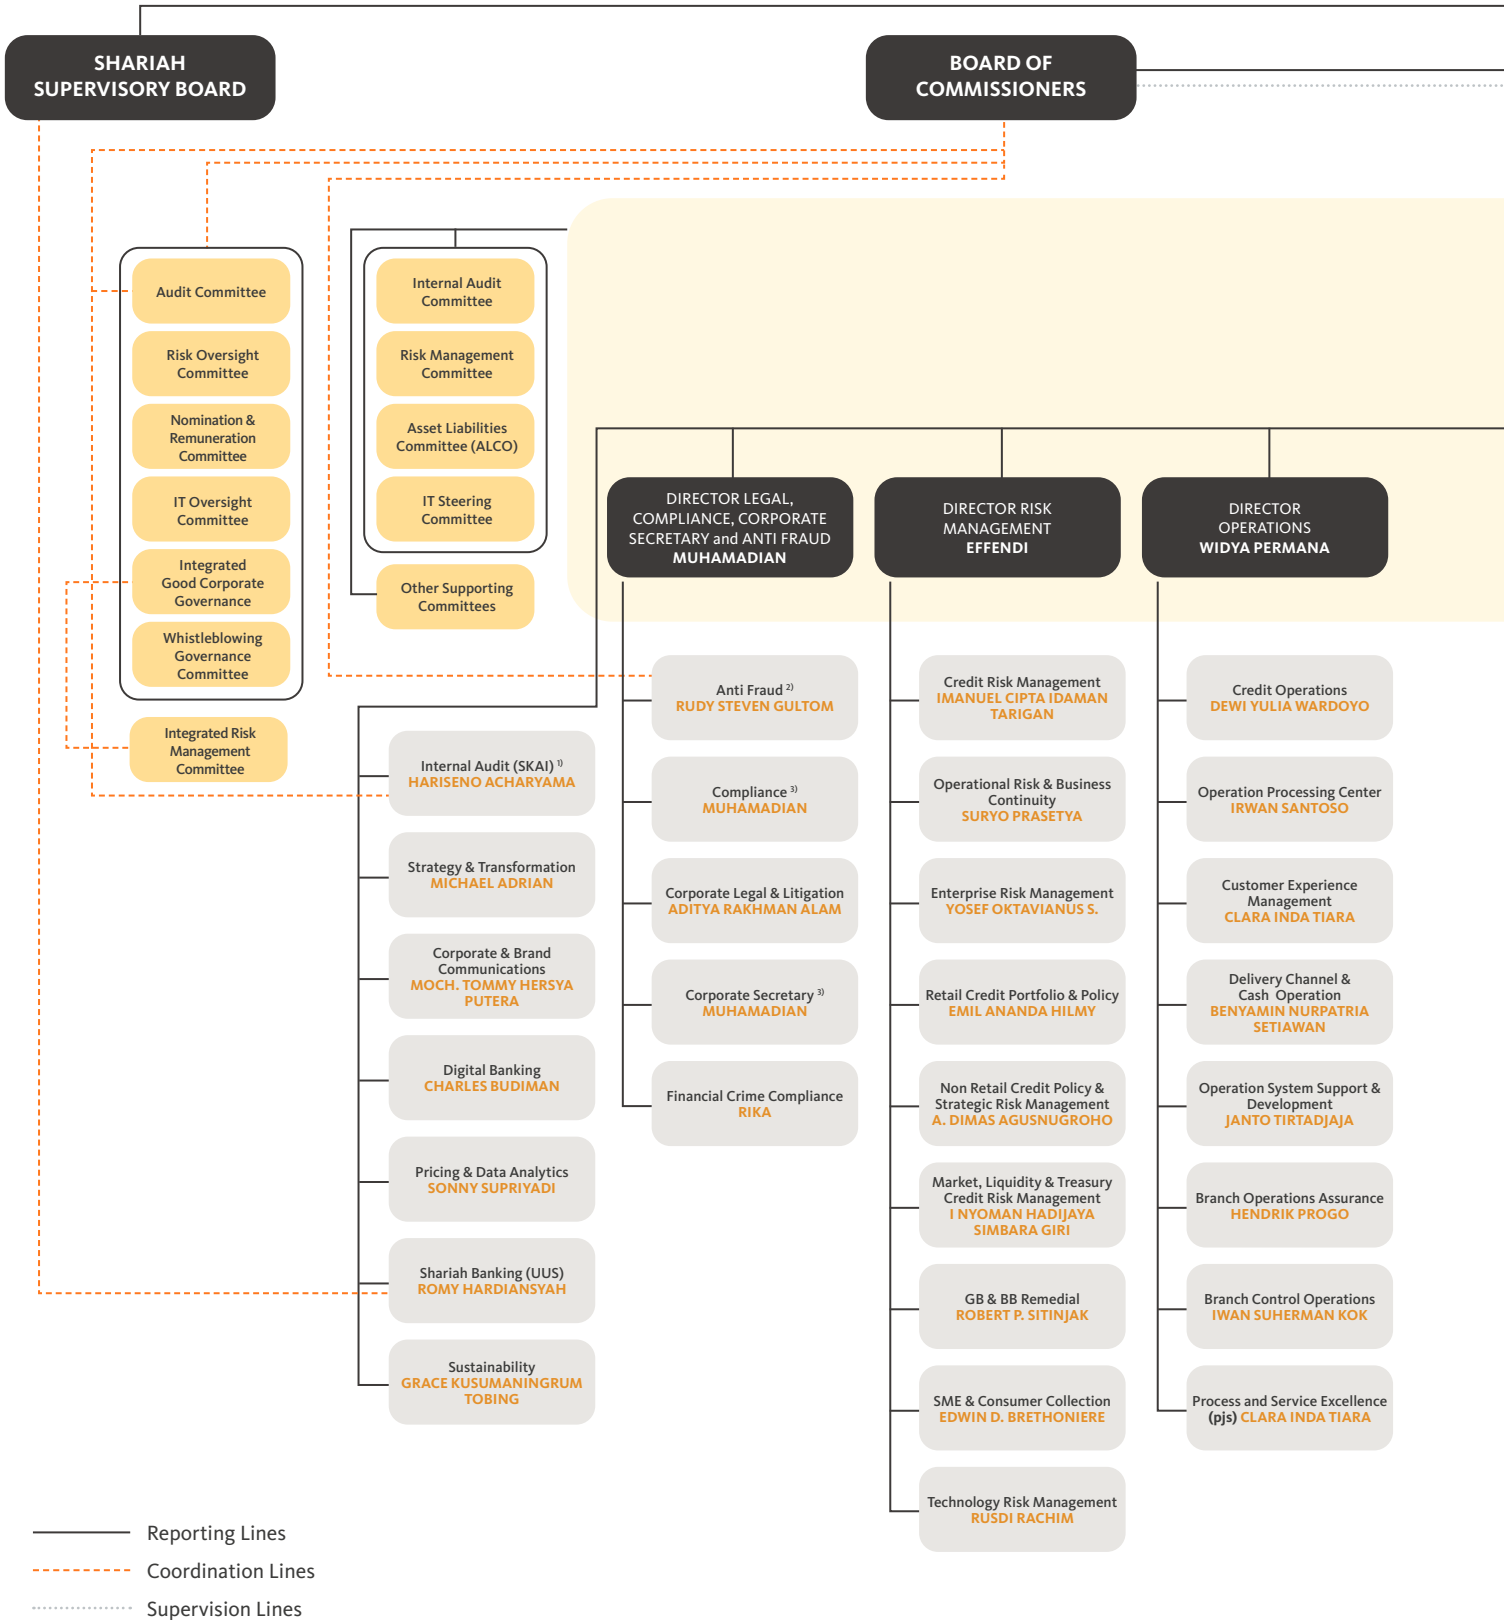 SHARIAH
SUPERVISORY BOARD
BOARD OF
COMMISSIONERS
Audit Committee
Risk Oversight
Committee
Nomination &
Remuneration
Committee
IT Oversight
Committee
Integrated
Good Corporate
Governance
Whistleblowing
Governance
Committee
Integrated Risk
Management
Committee
Internal Audit
Committee
Risk Management
Committee
Asset Liabilities
Committee (ALCO)
IT Steering
Committee
Other Supporting
Committees
Internal Audit (SKAI) 1)
HARISENO ACHARYAMA
Strategy & Transformation
MICHAEL ADRIAN
Corporate & Brand
Communications
MOCH. TOMMY HERSYA
PUTERA
Digital Banking
CHARLES BUDIMAN
Pricing & Data Analytics
SONNY SUPRIYADI
Shariah Banking (UUS)
ROMY HARDIANSYAH
Sustainability
GRACE KUSUMANINGRUM
TOBING
DIRECTOR LEGAL,
COMPLIANCE, CORPORATE
SECRETARY and ANTI FRAUD
MUHAMADIAN
Anti Fraud 2)
RUDY STEVEN GULTOM
Compliance 3)
MUHAMADIAN
Corporate Legal & Litigation
ADITYA RAKHMAN ALAM
Corporate Secretary 3)
MUHAMADIAN
Financial Crime Compliance
RIKA
DIRECTOR RISK
MANAGEMENT
EFFENDI
Credit Risk Management
IMANUEL CIPTA IDAMAN
TARIGAN
Operational Risk & Business
Continuity
SURYO PRASETYA
Enterprise Risk Management
YOSEF OKTAVIANUS S.
Retail Credit Portfolio & Policy
EMIL ANANDA HILMY
Non Retail Credit Policy &
Strategic Risk Management
A. DIMAS AGUSNUGROHO
Market, Liquidity & Treasury
Credit Risk Management
I NYOMAN HADIJAYA
SIMBARA GIRI
GB & BB Remedial
ROBERT P. SITINJAK
SME & Consumer Collection
EDWIN D. BRETHONIERE
Technology Risk Management
RUSDI RACHIM
DIRECTOR
OPERATIONS
WIDYA PERMANA
Credit Operations
DEWI YULIA WARDOYO
Operation Processing Center
IRWAN SANTOSO
Customer Experience
Management
CLARA INDA TIARA
Delivery Channel &
Cash Operation
BENYAMIN NURPATRIA
SETIAWAN
Operation System Support &
Development
JANTO TIRTADJAJA
Branch Operations Assurance
HENDRIK PROGO
Branch Control Operations
IWAN SUHERMAN KOK
Process and Service Excellence
(pjs) CLARA INDA TIARA
Reporting Lines
Coordination Lines
Supervision Lines